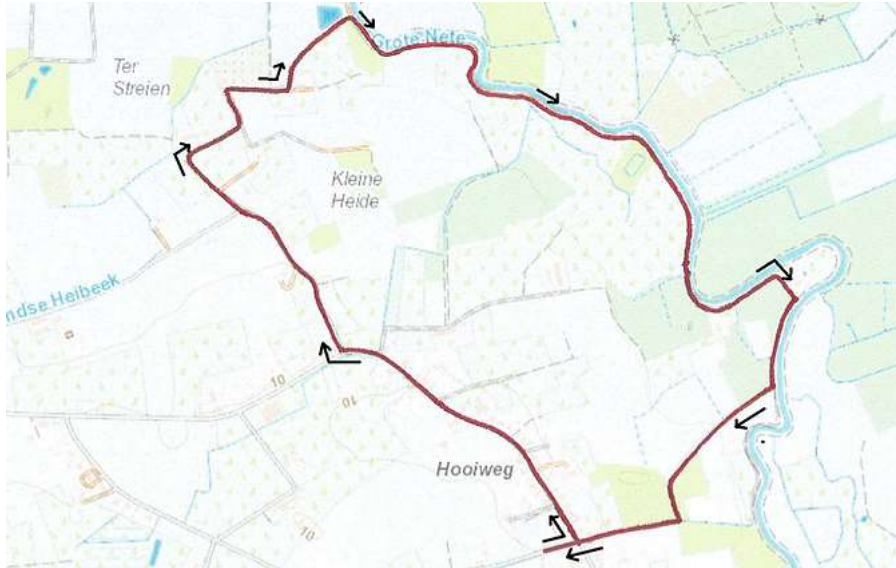 Grote Nete
Ter
Streien
Kleine
Heide
ndse Heibeek
10
10
Hooiweg
10